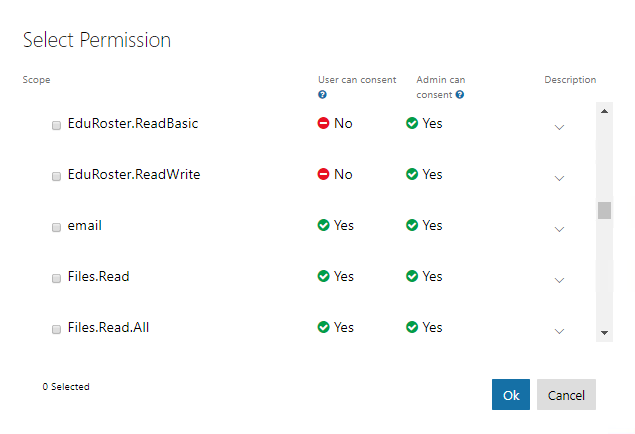 Select Permission
Scope User can consent Admin can consent Description
EduRoster.ReadBasic No Yes
EduRoster.ReadWrite No Yes
email Yes Yes
Files.Read Yes Yes
Files.Read.All Yes Yes
0 Selected Ok Cancel